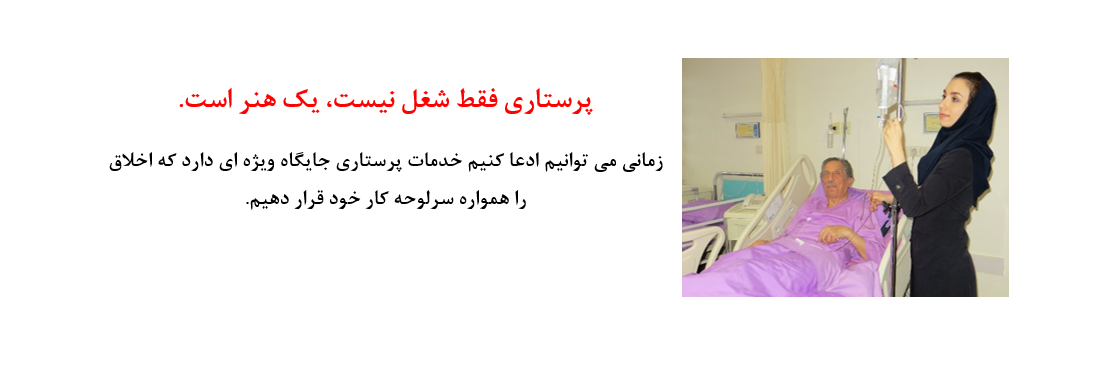 پرستاری فقط شغل نیست، یک هنر است.
زمانی می توانیم ادعا کنیم خدمات پرستاری جایگاه ویژه ای دارد که اخلاق
را همواره سرلوحه کار خود قرار دهیم.